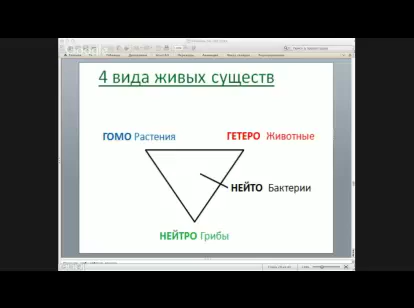 4 вида живых существ
ГОМО Растения
ГЕТЕРО Животные
НЕЙТО Бактерии
НЕЙТРО Грибы